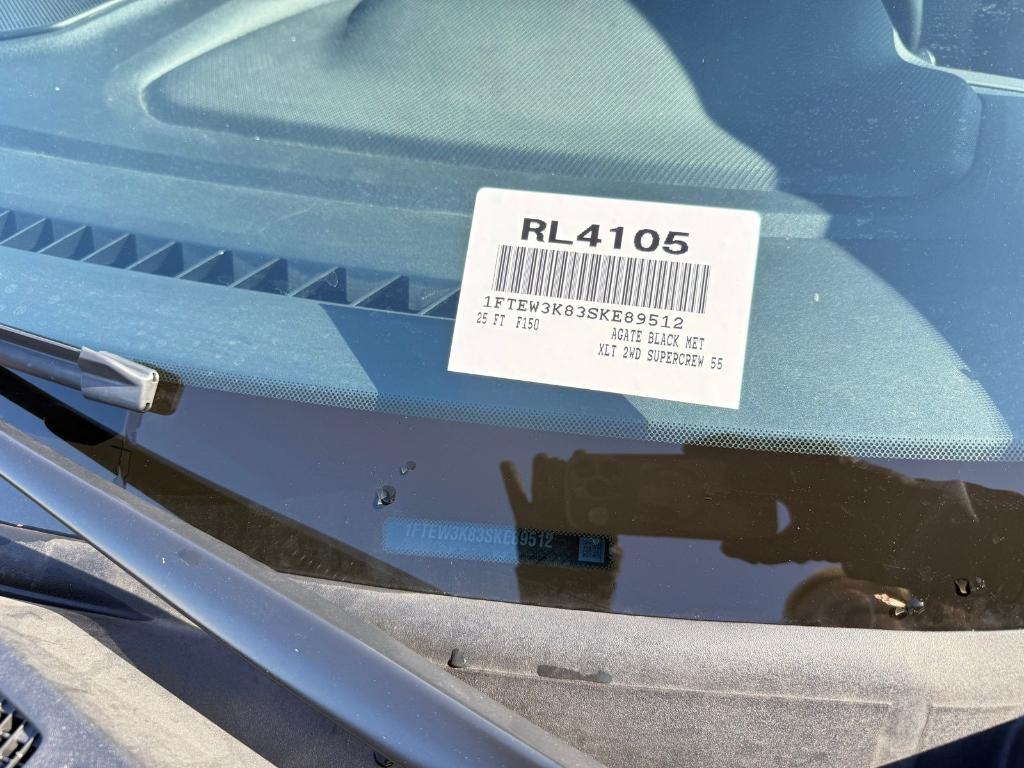 RL4105
1FTEW3K83SKE89512
25 FT F150
AGATE BLACK MET
XLT 2WD SUPERCREW 55
1FTEW3K83SKE89512